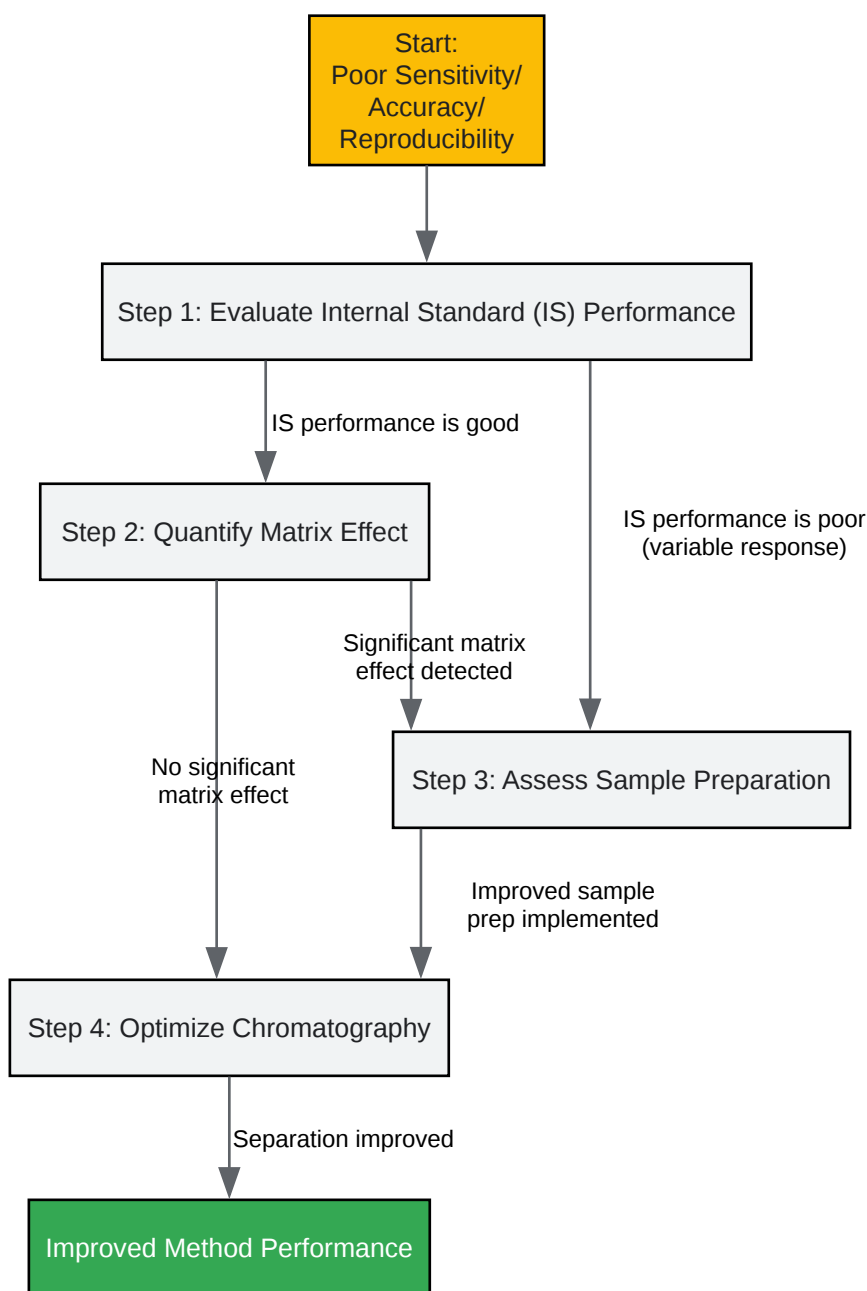 Start:
Poor Sensitivity/
Accuracy/
Reproducibility
Step 1: Evaluate Internal Standard (IS) Performance
IS performance is good
Step 2: Quantify Matrix Effect
IS performance is poor
(variable response)
Significant matrix
effect detected
No significant
matrix effect
Step 3: Assess Sample Preparation
Improved sample
prep implemented
Step 4: Optimize Chromatography
Separation improved
Improved Method Performance